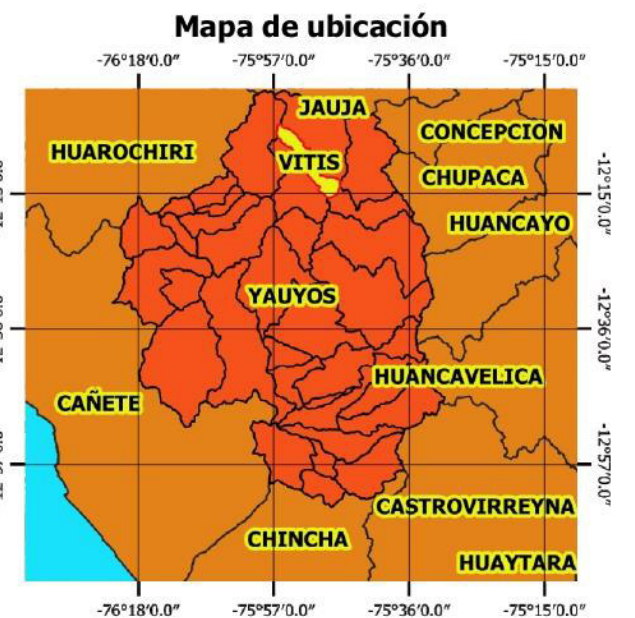 Mapa de ubicación
-76°18'0.0" -75°57'0.0" -75°36'0.0" -75°15'0.0"
JAUJA
CONCEPCION
HUAROCHIRI
VITIS
CHUPACA
-12°15'0.0"
HUANCAYO
YAUYOS
-12°36'0.0"
HUANCAVELICA
CAÑETE
-12°57'0.0"
CASTROVIRREYNA
CHINCHA
HUAYTARA
-76°18'0.0" -75°57'0.0" -75°36'0.0" -75°15'0.0"